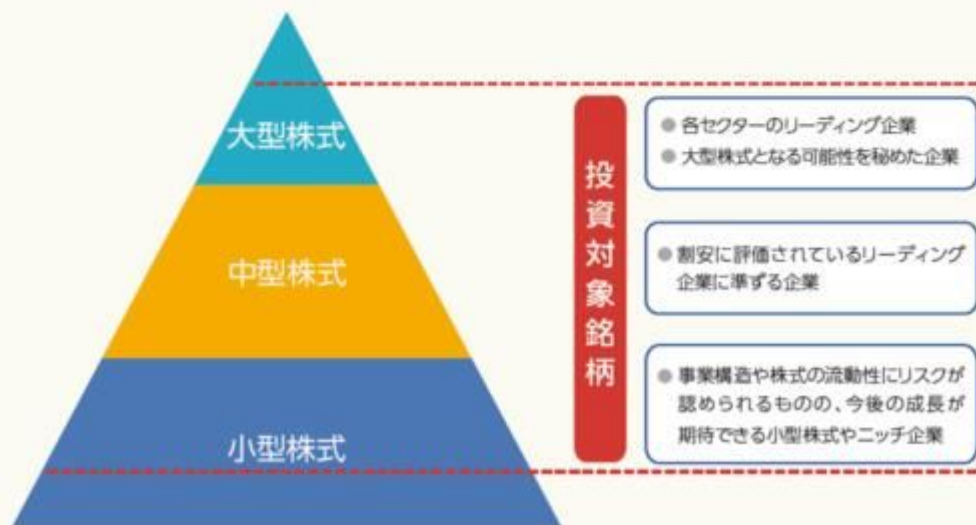 大型株式
中型株式
小型株式
投資対象銘柄
● 各セクターのリーディング企業
● 大型株式となる可能性を秘めた企業
● 割安に評価されているリーディング
企業に準ずる企業
● 事業構造や株式の流動性にリスクが
認められるものの、今後の成長が
期待できる小型株式やニッチ企業